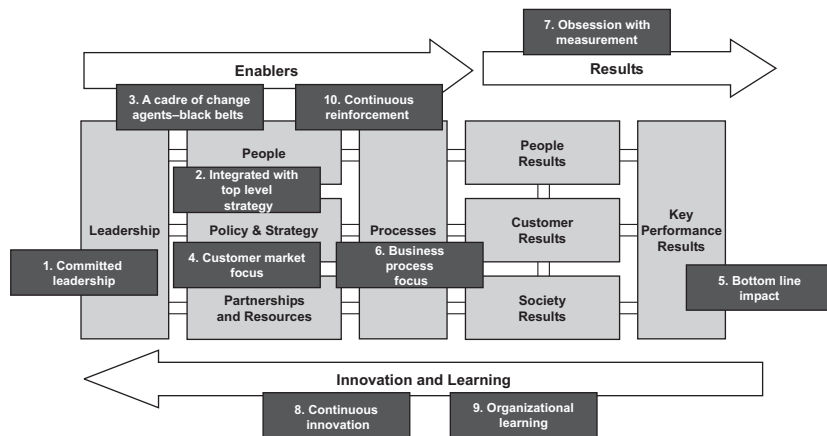 7. Obsession with
measurement
Enablers
Results
3. A cadre of change
agents–black belts
10. Continuous
reinforcement
People
People
Results
2. Integrated with
top level
strategy
Leadership
Policy & Strategy
Processes
Customer
Results
Key
Performance
Results
1. Committed
leadership
4. Customer market
focus
6. Business
process
focus
5. Bottom line
impact
Partnerships
and Resources
Society
Results
Innovation and Learning
8. Continuous
innovation
9. Organizational
learning